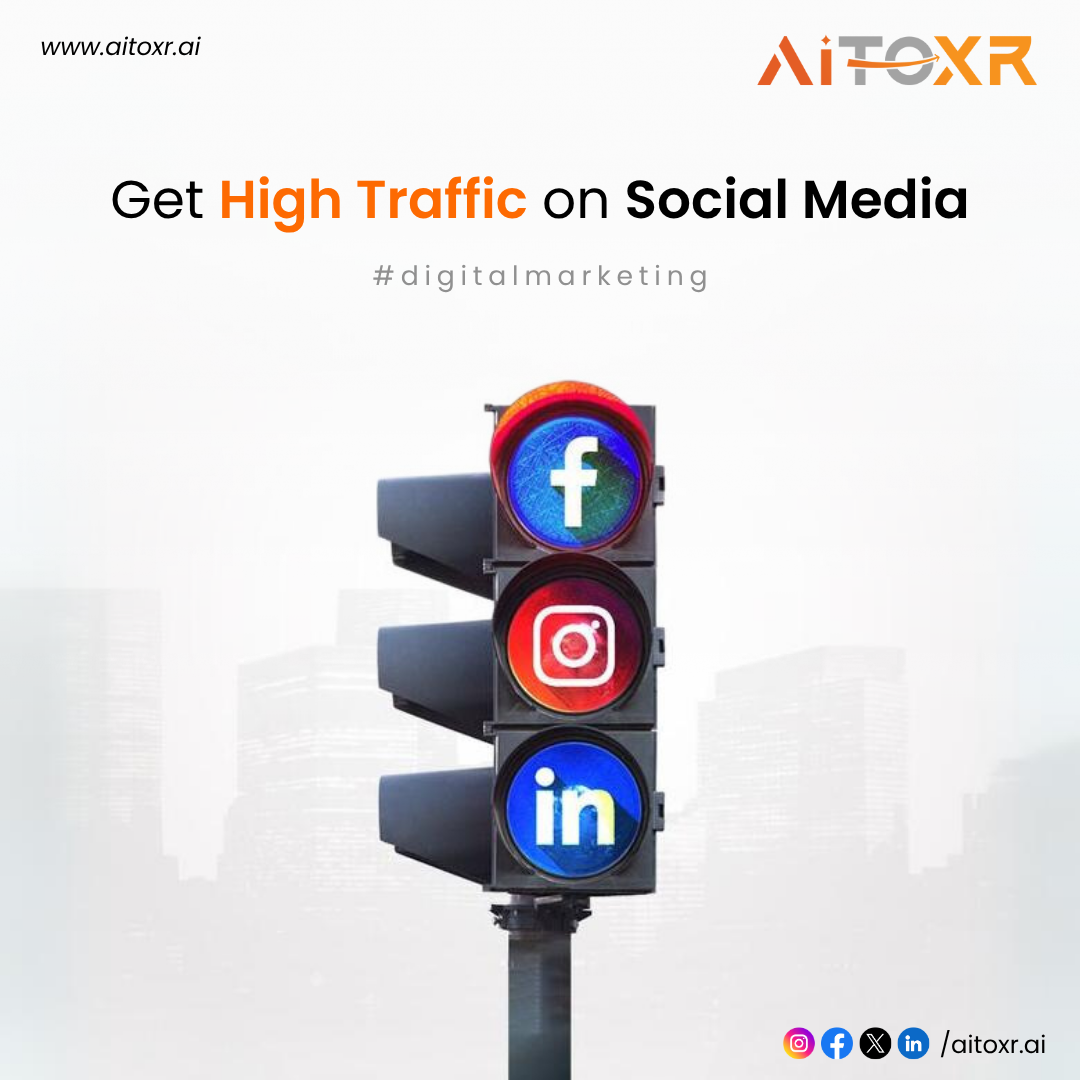 www.aitoxr.ai
AiTOXR
Get High Traffic on Social Media
#digitalmarketing
f
in
/aitoxr.ai